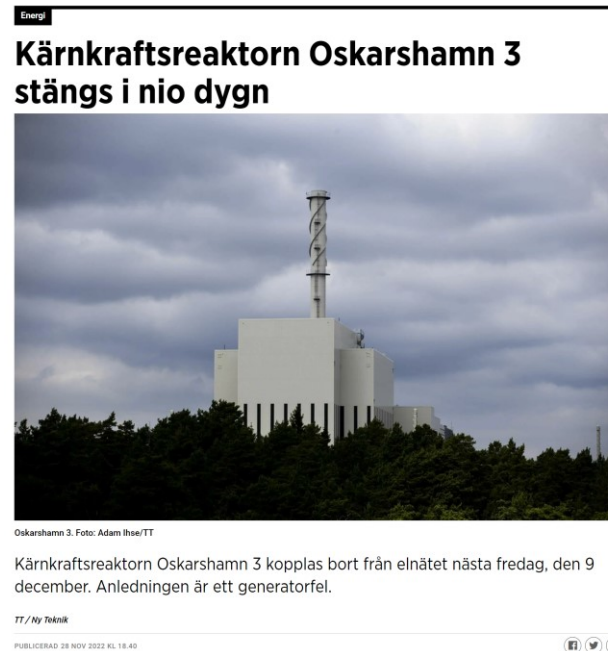 Energi
Kärnkraftsreaktorn Oskarshamn 3
stängs i nio dygn
Oskarshamn 3. Foto: Adam Ihse/TT
Kärnkraftsreaktorn Oskarshamn 3 kopplas bort från elnätet nästa fredag, den 9
december. Anledningen är ett generatorfel.
TT / Ny Teknik
PUBLICERAD 28 NOV 2022 KL 18.40